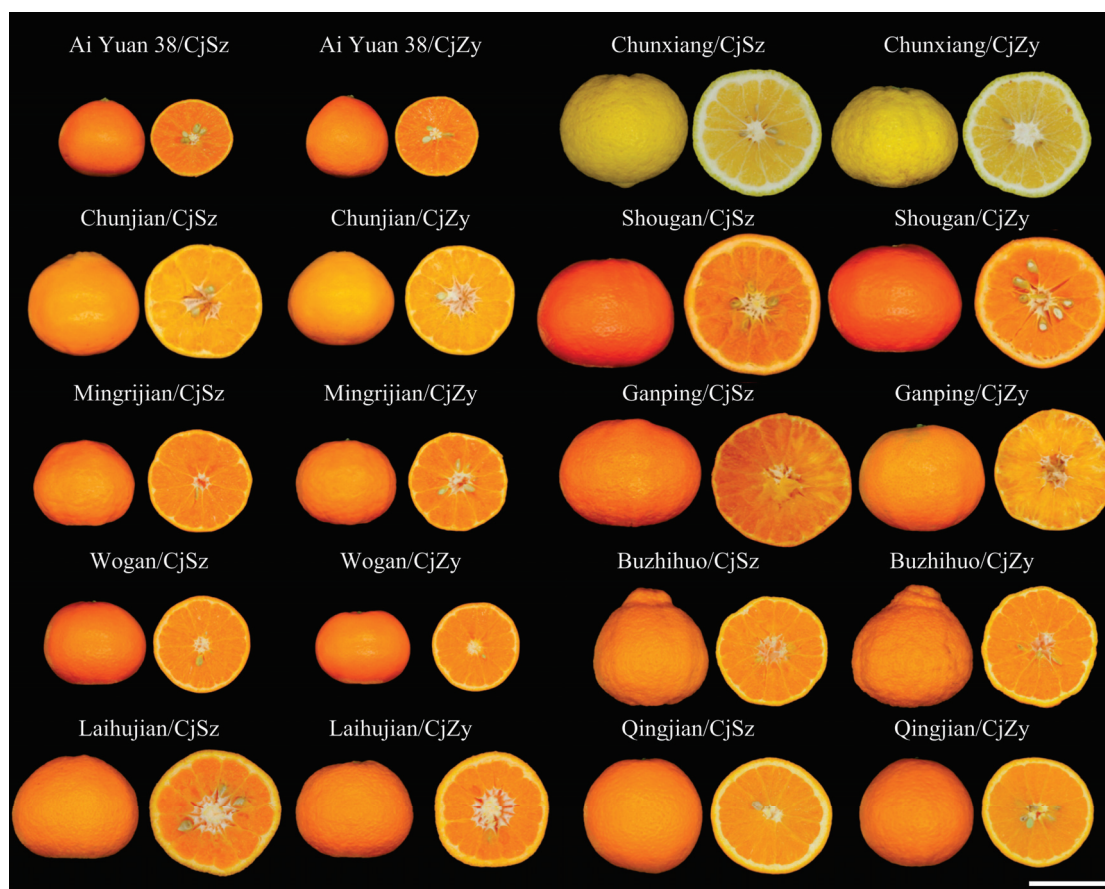 Ai Yuan 38/CjSz
Ai Yuan 38/CjZy
Chunxiang/CjSz
Chunxiang/CjZy
Chunjian/CjSz
Chunjian/CjZy
Shougan/CjSz
Shougan/CjZy
Mingrijian/CjSz
Mingrijian/CjZy
Ganping/CjSz
Ganping/CjZy
Wogan/CjSz
Wogan/CjZy
Buzhihuo/CjSz
Buzhihuo/CjZy
Laihujian/CjSz
Laihujian/CjZy
Qingjian/CjSz
Qingjian/CjZy